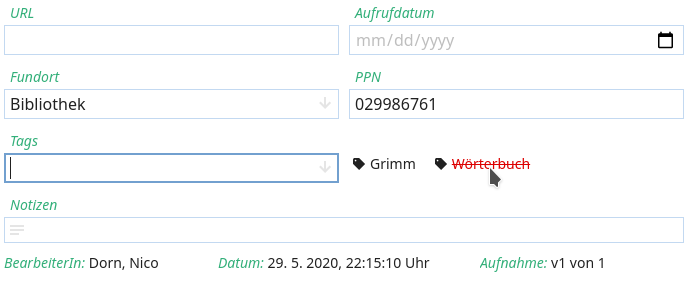 URL Aufrufdatum
mm/dd/yyyy
Fundort PPN
Bibliothek 029986761
Tags
Grimm Wörterbuch
Notizen
BearbeiterIn: Dorn, Nico Datum: 29. 5. 2020, 22:15:10 Uhr Aufnahme: v1 von 1